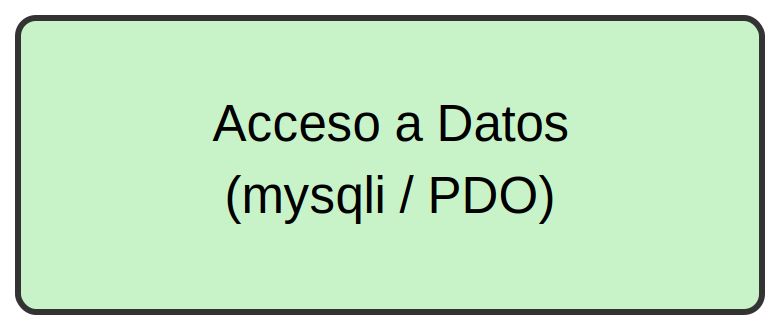 Acceso a Datos
(mysqli / PDO)